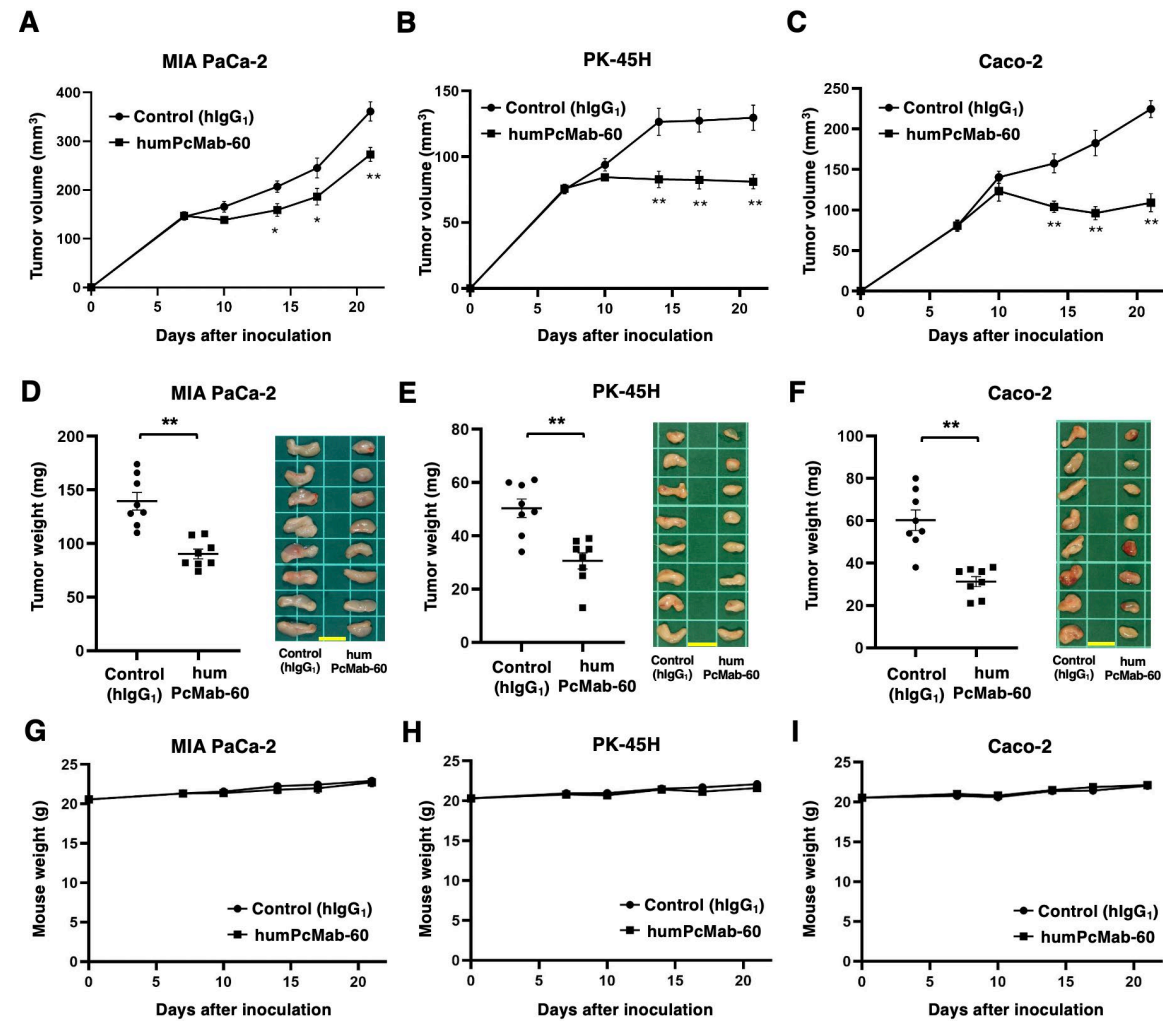 A
MIA PaCa-2
Tumor volume (mm³)
400
300
200
100
0
Control (hIgG₁)
humPcMab-60
*
*
**
0 5 10 15 20
Days after inoculation
B
PK-45H
Tumor volume (mm³)
150
100
50
0
Control (hIgG₁)
humPcMab-60
** ** **
0 5 10 15 20
Days after inoculation
C
Caco-2
Tumor volume (mm³)
250
200
150
100
50
0
Control (hIgG₁)
humPcMab-60
** ** **
0 5 10 15 20
Days after inoculation
D
MIA PaCa-2
Tumor weight (mg)
200
150
100
50
0
**
Control
(hIgG₁)
hum
PcMab-60
Control
(hIgG₁)
hum
PcMab-60
E
PK-45H
Tumor weight (mg)
80
60
40
20
0
**
Control
(hIgG₁)
hum
PcMab-60
Control
(hIgG₁)
hum
PcMab-60
F
Caco-2
Tumor weight (mg)
100
80
60
40
20
0
**
Control
(hIgG₁)
hum
PcMab-60
Control
(hIgG₁)
hum
PcMab-60
G
MIA PaCa-2
Mouse weight (g)
25
20
15
10
5
0
Control (hIgG₁)
humPcMab-60
0 5 10 15 20
Days after inoculation
H
PK-45H
Mouse weight (g)
25
20
15
10
5
0
Control (hIgG₁)
humPcMab-60
0 5 10 15 20
Days after inoculation
I
Caco-2
Mouse weight (g)
25
20
15
10
5
0
Control (hIgG₁)
humPcMab-60
0 5 10 15 20
Days after inoculation